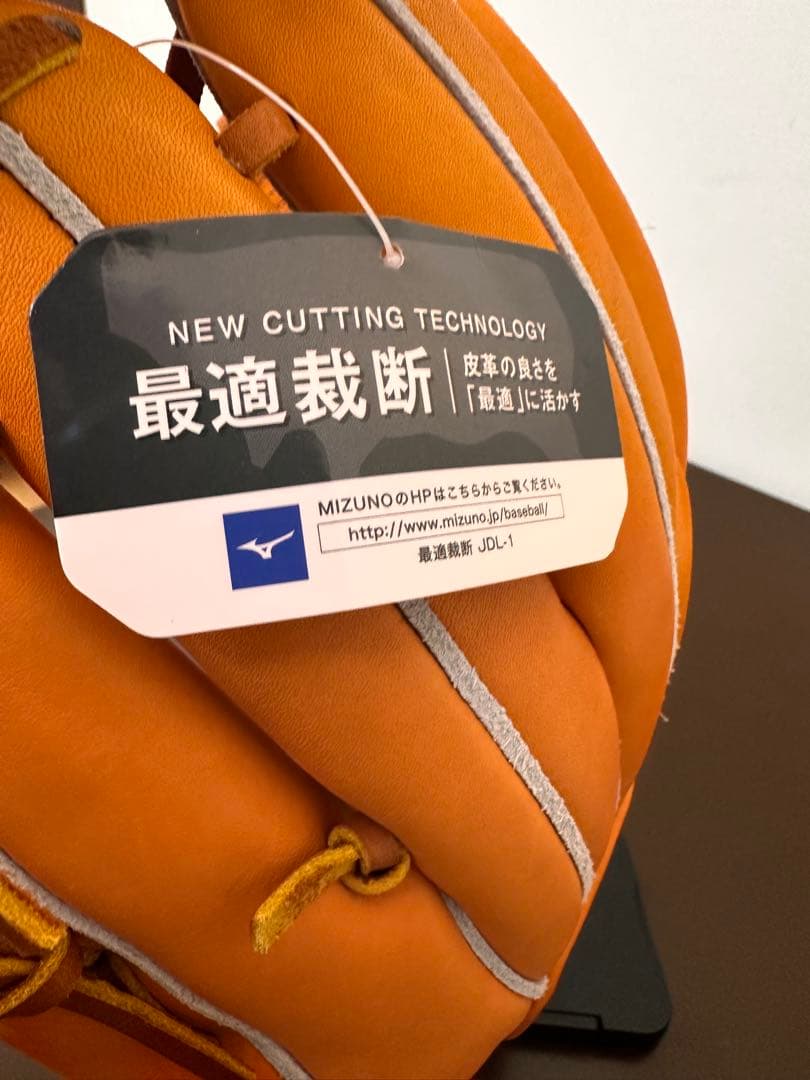 NEW CUTTING TECHNOLOGY
最適裁断
皮革の良さを
「最適」に活かす
MIZUNOのHPはこちらからご覧ください。
http://www.mizuno.jp/baseball/
最適裁断 JDL-1